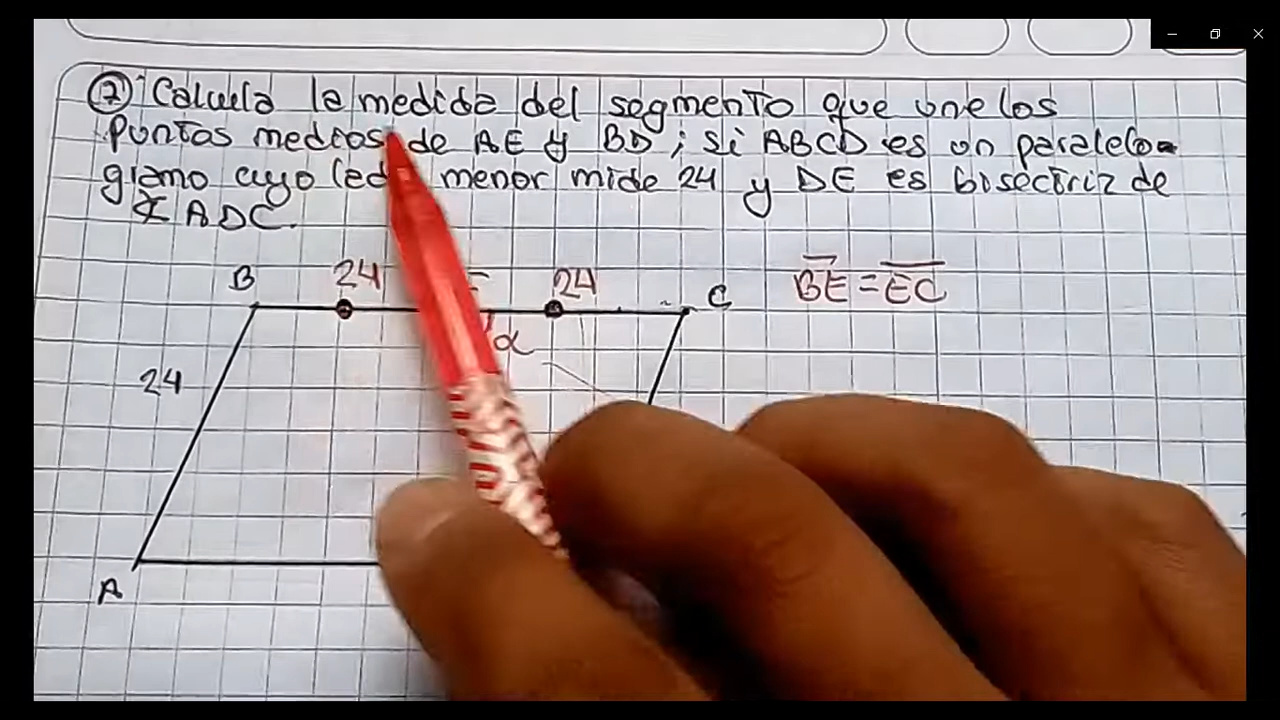 7 Calcula la medida del segmento que une los
puntos medios de AE y BD ; si ABCD es un paralelo-
gramo cuyo lad menor mide 24 y DE es bisectriz de
∡ ADC.
B 24 24 C BE = EC
α
24
A